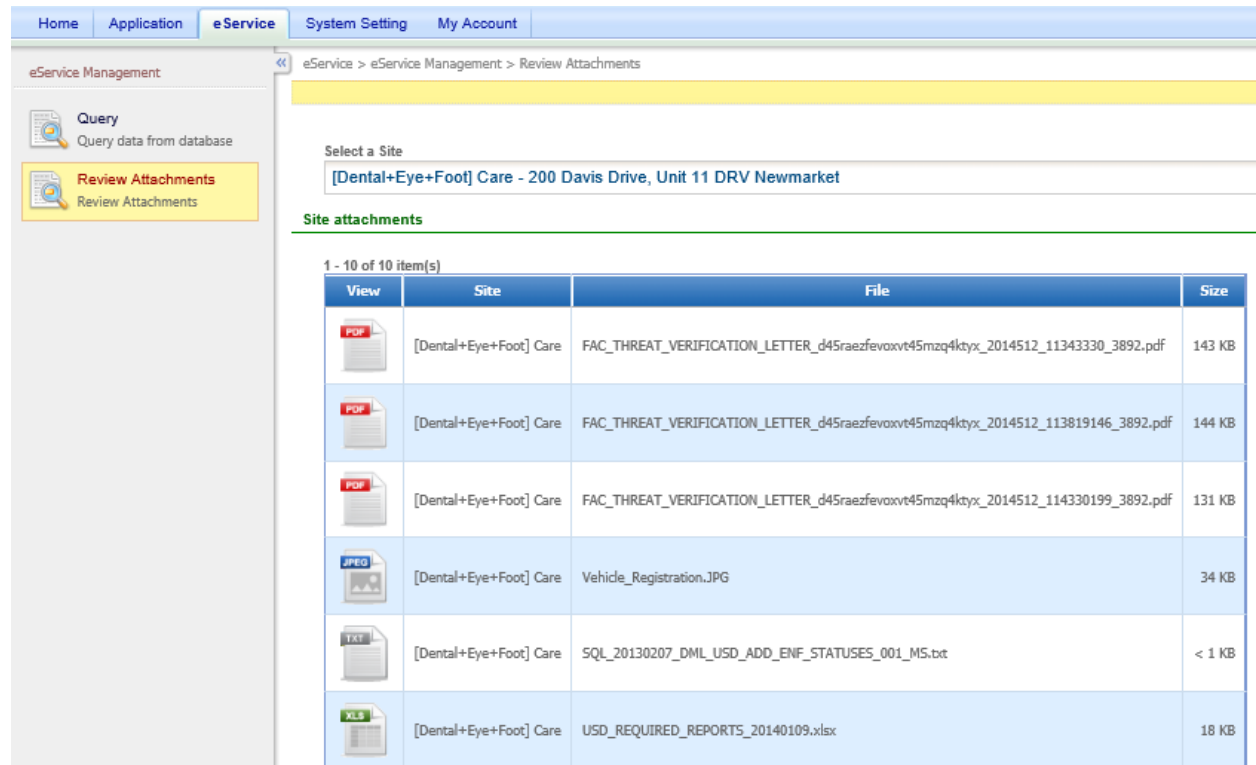 Home Application eService System Setting My Account
eService Management
« eService > eService Management > Review Attachments
Query
Query data from database
Review Attachments
Review Attachments
Select a Site
[Dental+Eye+Foot] Care - 200 Davis Drive, Unit 11 DRV Newmarket
Site attachments
1 - 10 of 10 item(s)
View Site File Size
PDF [Dental+Eye+Foot] Care FAC_THREAT_VERIFICATION_LETTER_d45raezfevoxvt45mzq4ktyx_2014512_11343330_3892.pdf 143 KB
PDF [Dental+Eye+Foot] Care FAC_THREAT_VERIFICATION_LETTER_d45raezfevoxvt45mzq4ktyx_2014512_113819146_3892.pdf 144 KB
PDF [Dental+Eye+Foot] Care FAC_THREAT_VERIFICATION_LETTER_d45raezfevoxvt45mzq4ktyx_2014512_114330199_3892.pdf 131 KB
JPEG [Dental+Eye+Foot] Care Vehicle_Registration.JPG 34 KB
TXT [Dental+Eye+Foot] Care SQL_20130207_DML_USD_ADD_ENF_STATUSES_001_MS.txt < 1 KB
XLS [Dental+Eye+Foot] Care USD_REQUIRED_REPORTS_20140109.xlsx 18 KB